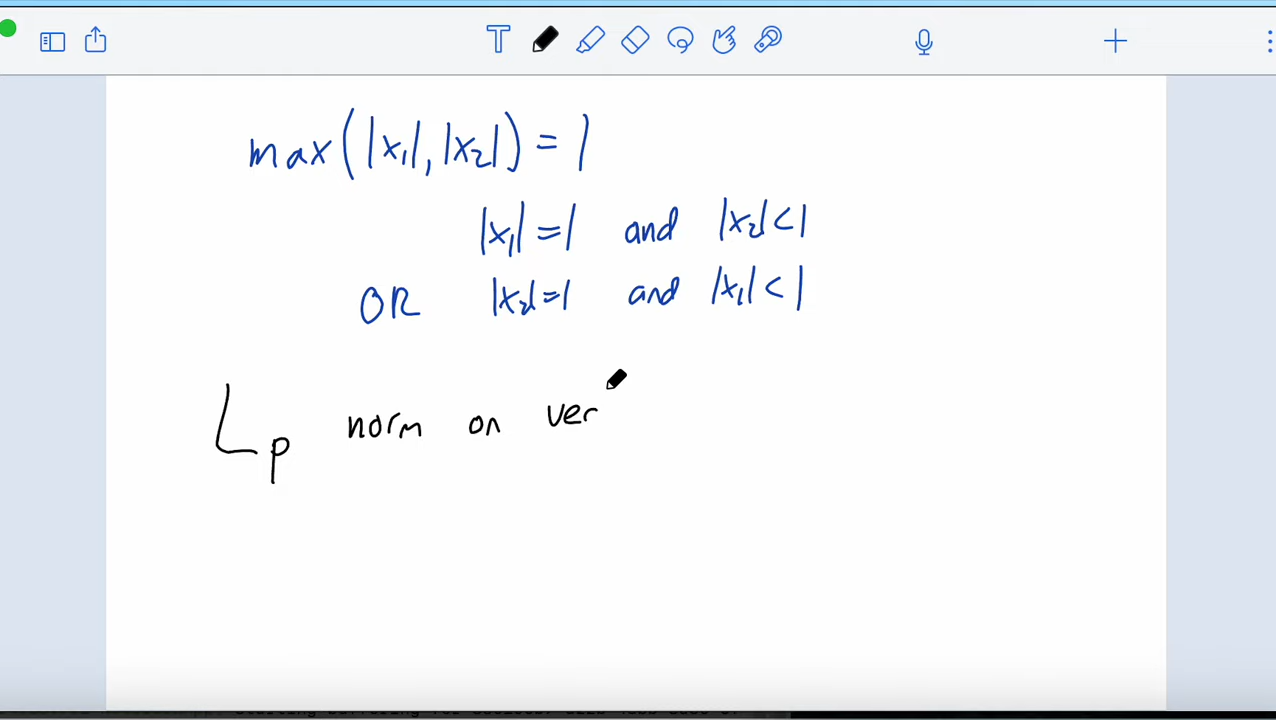 max(|x₁|, |x₂|) = 1
|x₁| = 1 and |x₂| < 1
OR |x₂| = 1 and |x₁| < 1
Lₚ norm on ver